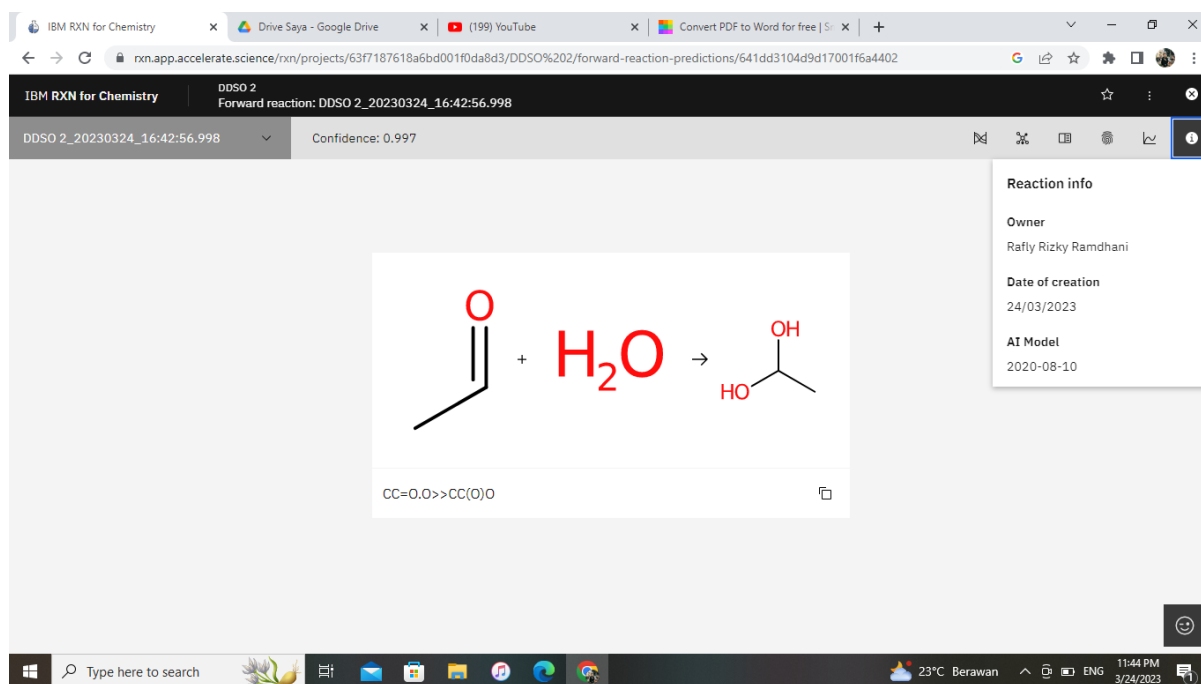 IBM RXN for Chemistry
Drive Saya - Google Drive
(199) YouTube
Convert PDF to Word for free | Sm
rxn.app.accelerate.science/rxn/projects/63f7187618a6bd001f0da8d3/DDSO%202/forward-reaction-predictions/641dd3104d9d17001f6a4402
IBM RXN for Chemistry
DDSO 2
Forward reaction: DDSO 2_20230324_16:42:56.998
DDSO 2_20230324_16:42:56.998
Confidence: 0.997
Reaction info
Owner
Rafly Rizky Ramdhani
Date of creation
24/03/2023
AI Model
2020-08-10
O
+
H₂O
→
OH
HO
CC=O.O>>CC(O)O
Type here to search
23°C Berawan
ENG
11:44 PM
3/24/2023